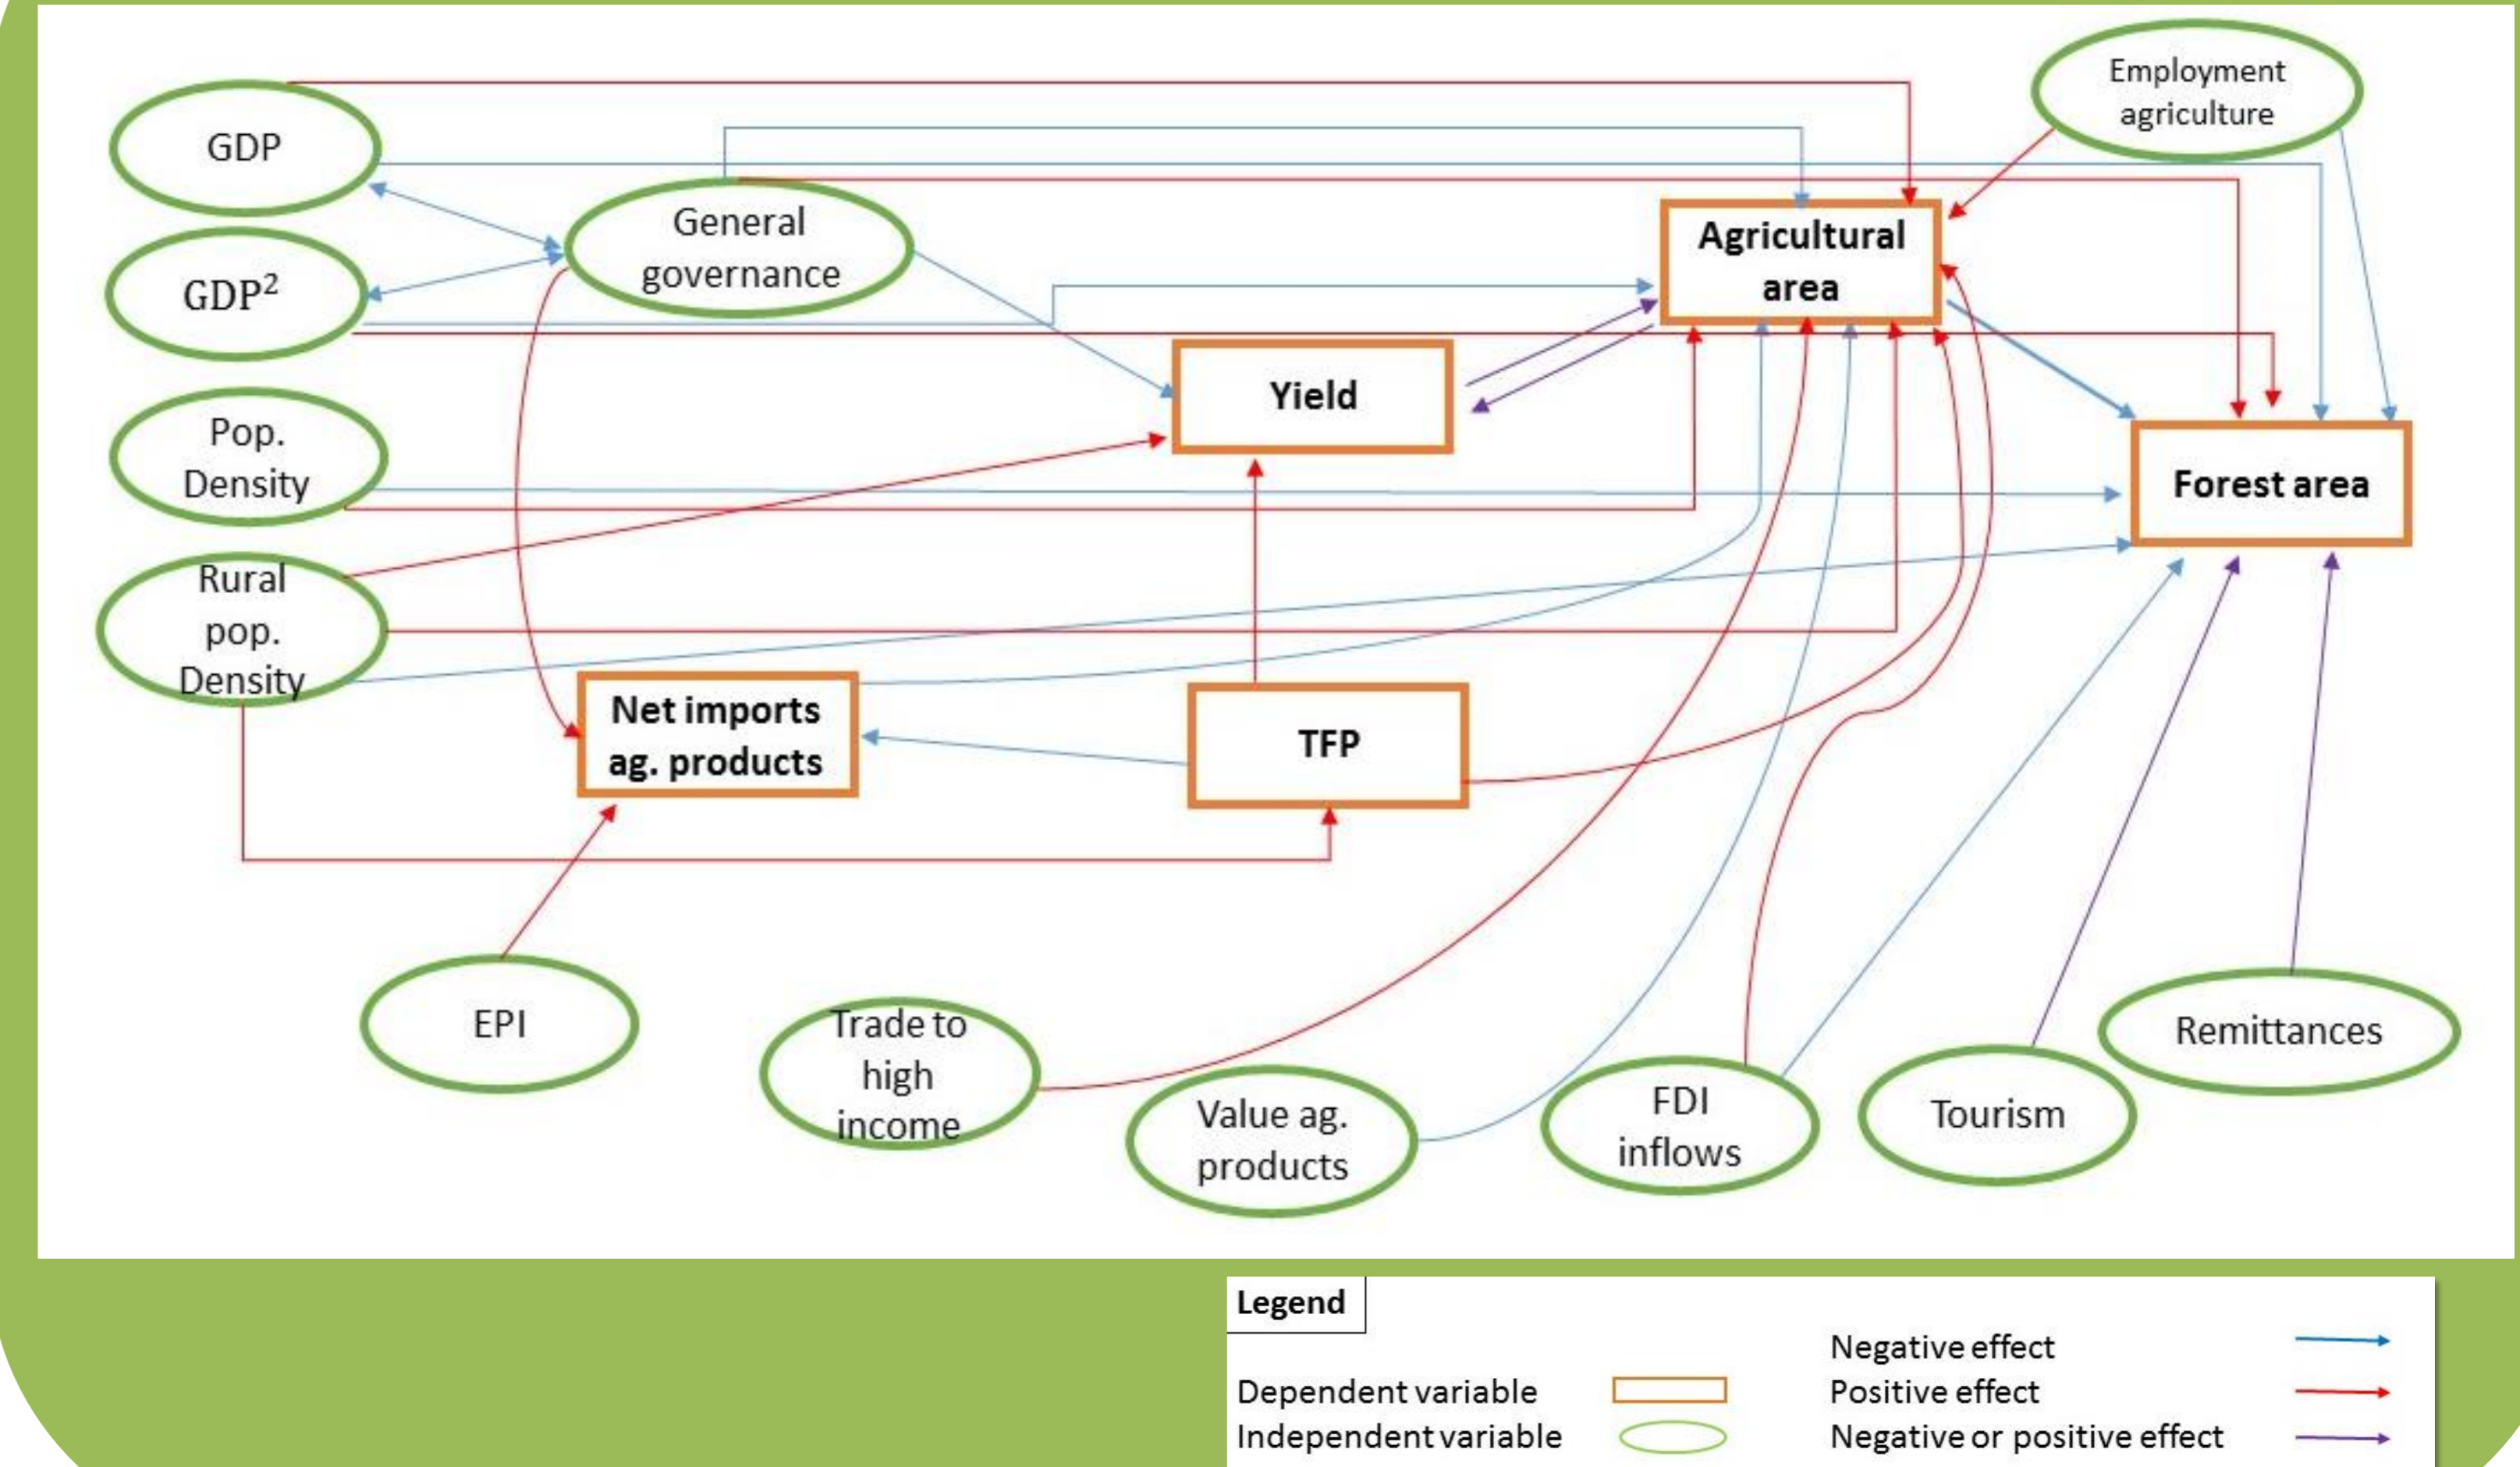 Employment
agriculture
GDP
General
governance
Agricultural
area
GDP²
Yield
Pop.
Density
Forest area
Rural
pop.
Density
Net imports
ag. products
TFP
EPI
Trade to
high
income
Value ag.
products
FDI
inflows
Tourism
Remittances
Legend
Negative effect
Dependent variable
Positive effect
Independent variable
Negative or positive effect